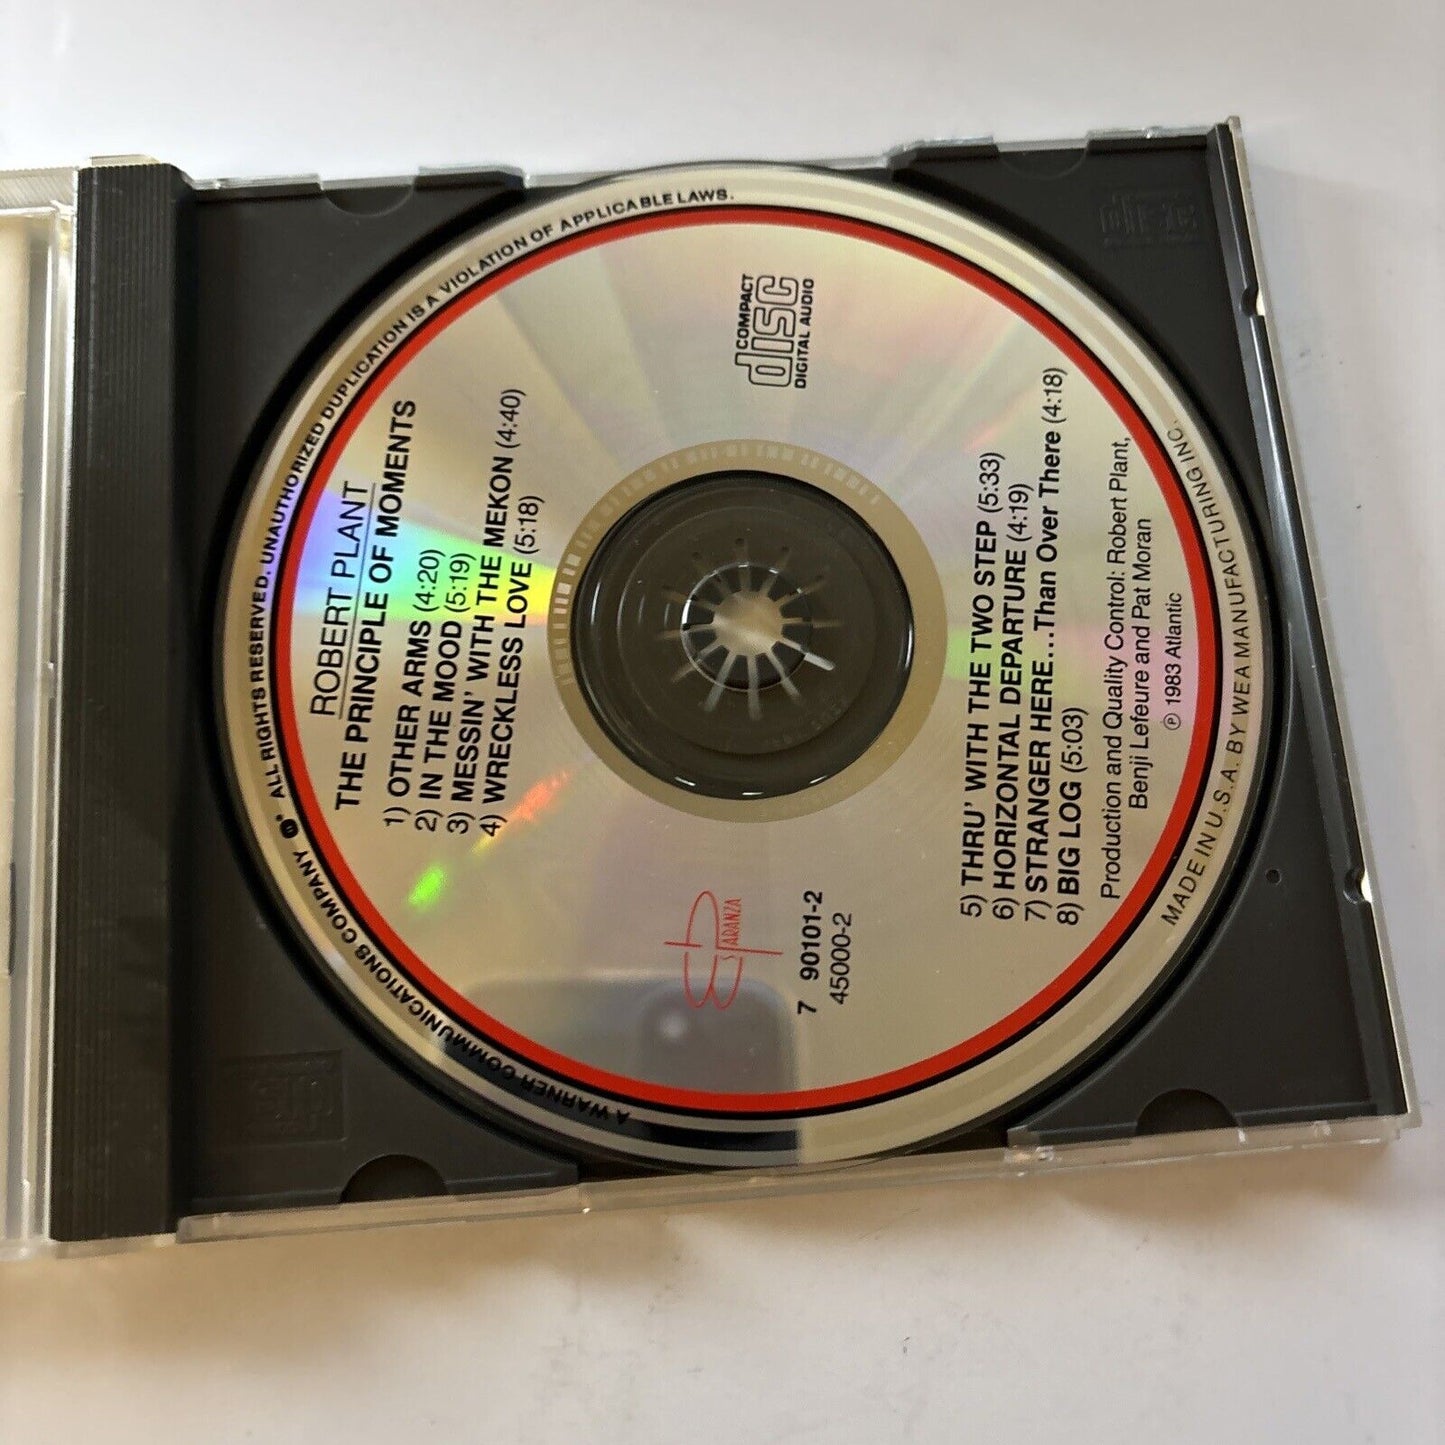 ROBERT PLANT
THE PRINCIPLE OF MOMENTS
1) OTHER ARMS (4:20)
2) IN THE MOOD (5:19)
3) MESSIN' WITH THE MEKON (4:40)
4) WRECKLESS LOVE (5:18)
COMPACT
disc
DIGITAL AUDIO
ESPARANZA
7 90101-2
45000-2
5) THRU' WITH THE TWO STEP (5:33)
6) HORIZONTAL DEPARTURE (4:19)
7) STRANGER HERE...Than Over There (4:18)
8) BIG LOG (5:03)
Production and Quality Control: Robert Plant,
Benji Lefeure and Pat Moran
℗ 1983 Atlantic
A WARNER COMMUNICATIONS COMPANY ALL RIGHTS RESERVED. UNAUTHORIZED DUPLICATION IS A VIOLATION OF APPLICABLE LAWS.
MADE IN U.S.A. BY WEA MANUFACTURING INC.